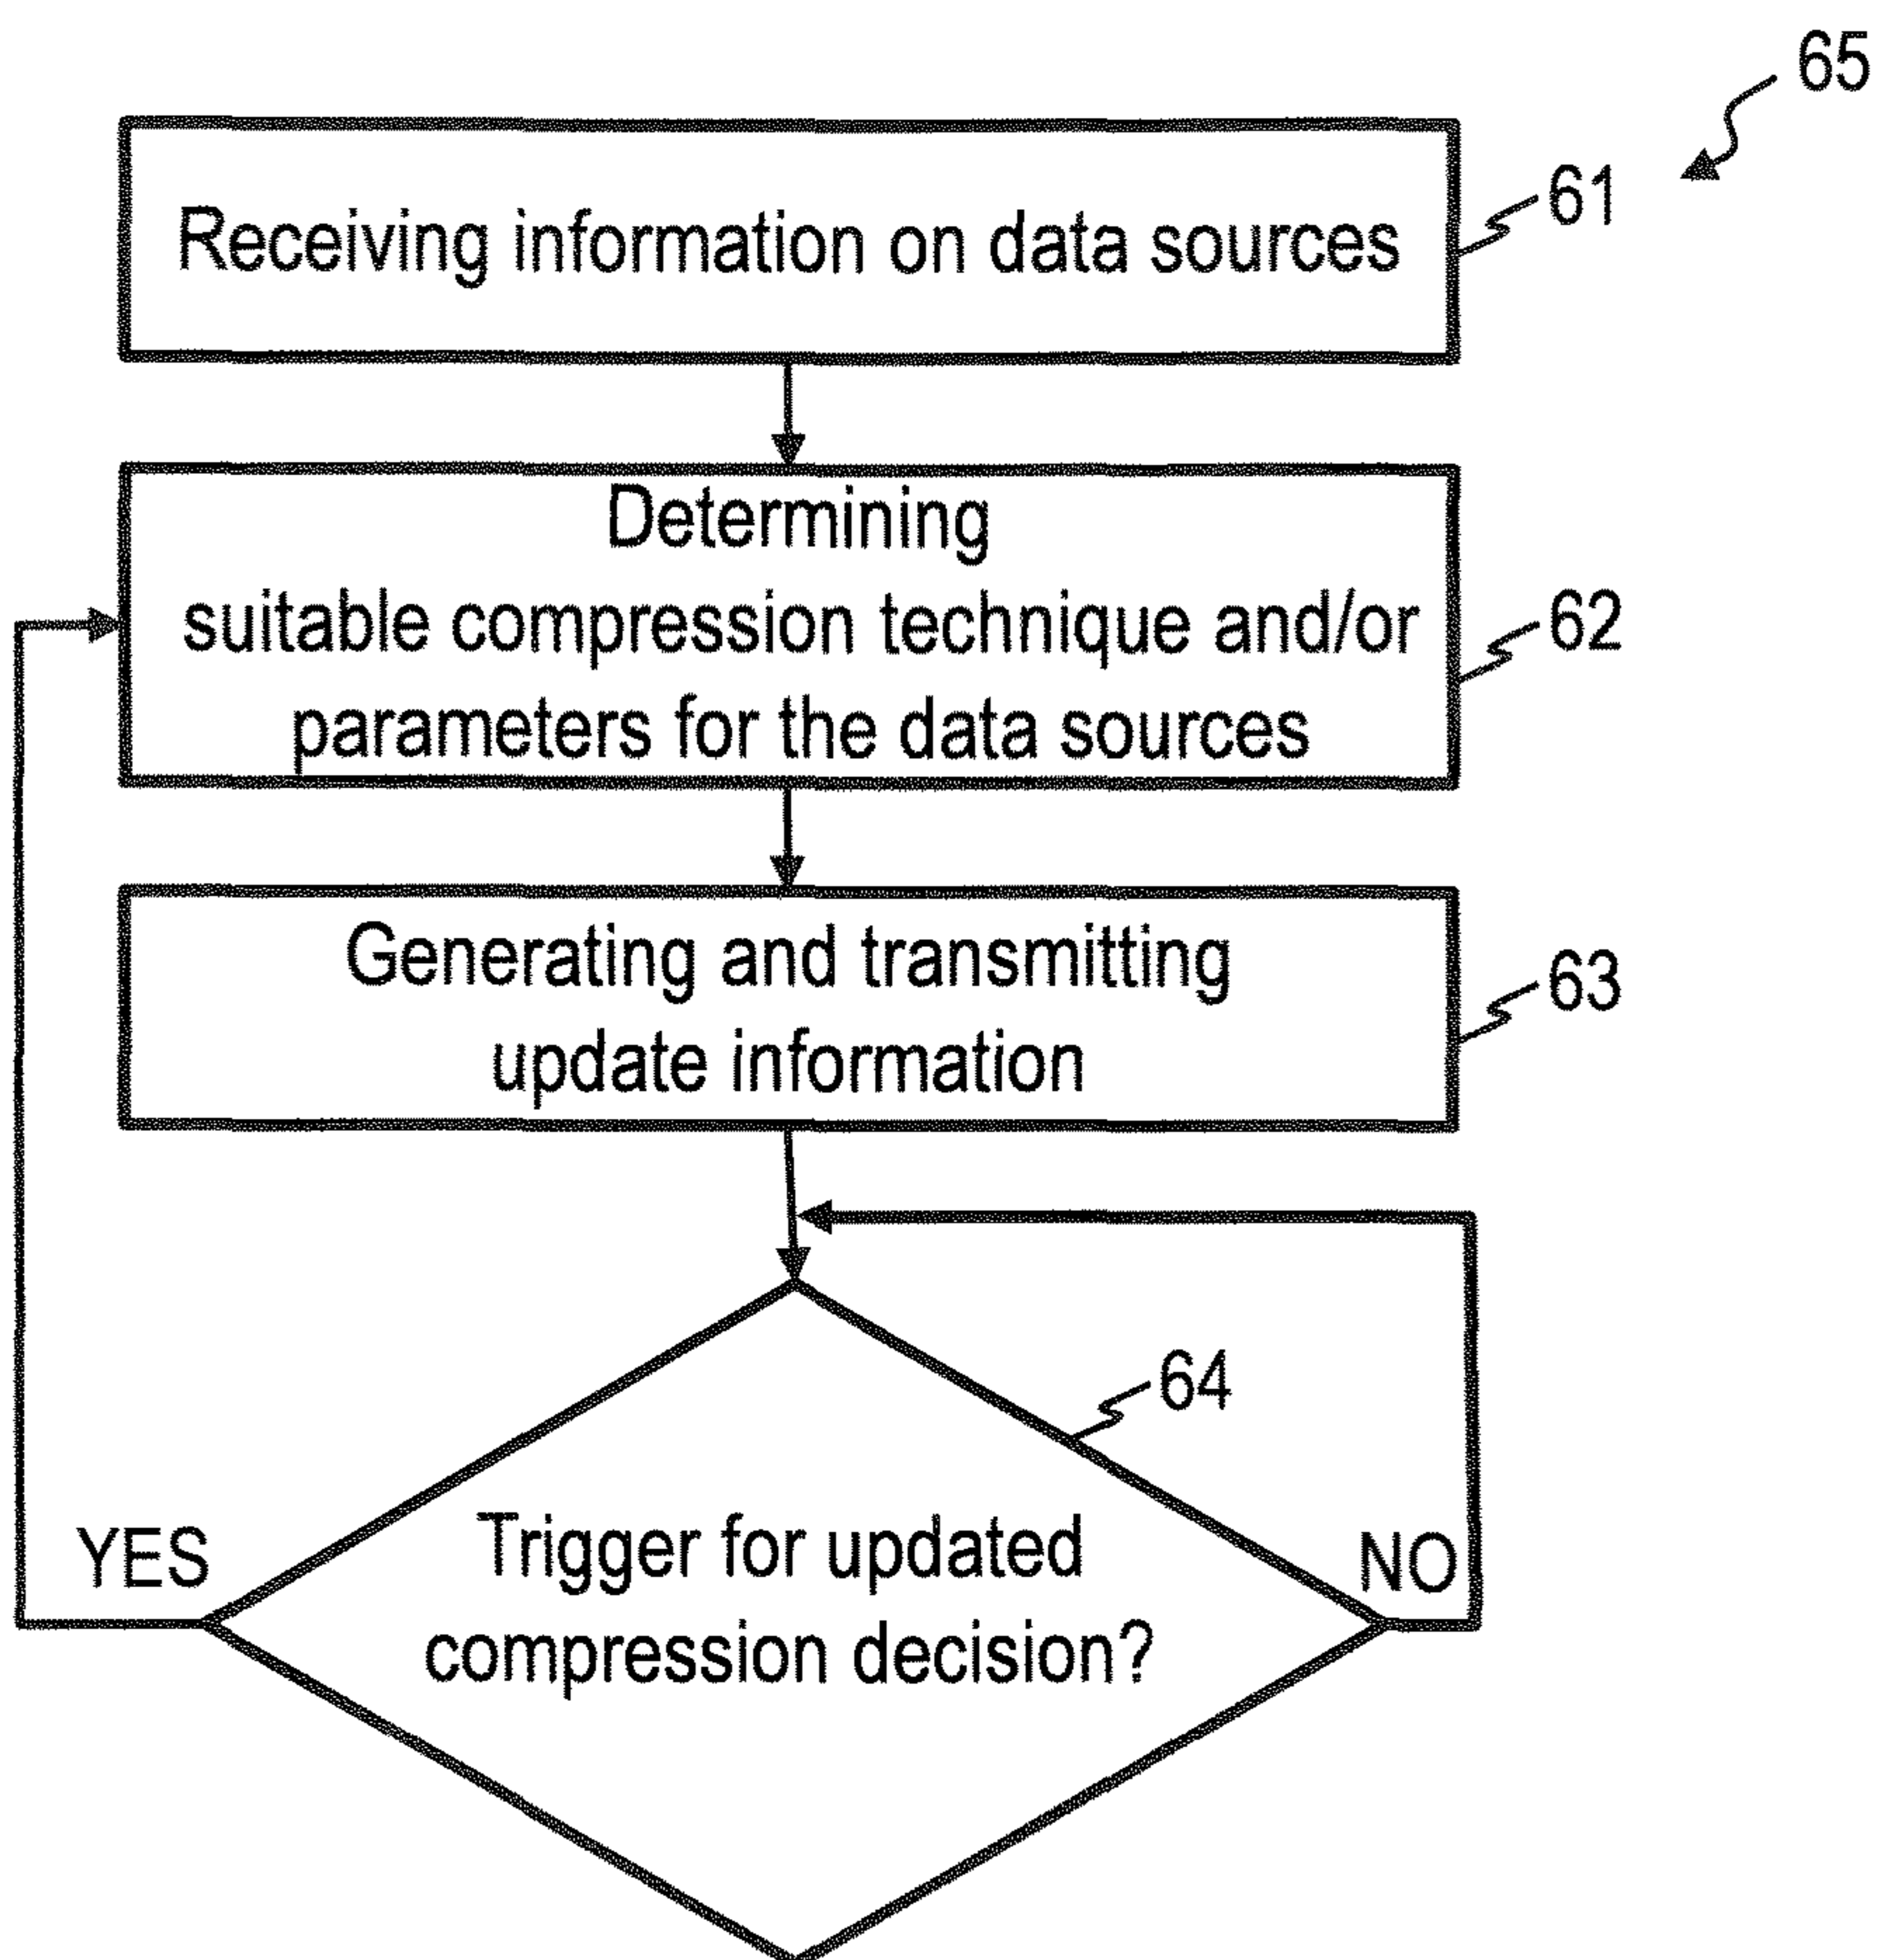 65
Receiving information on data sources
61
Determining
suitable compression technique and/or
parameters for the data sources
62
Generating and transmitting
update information
63
64
Trigger for updated
compression decision?
YES
NO